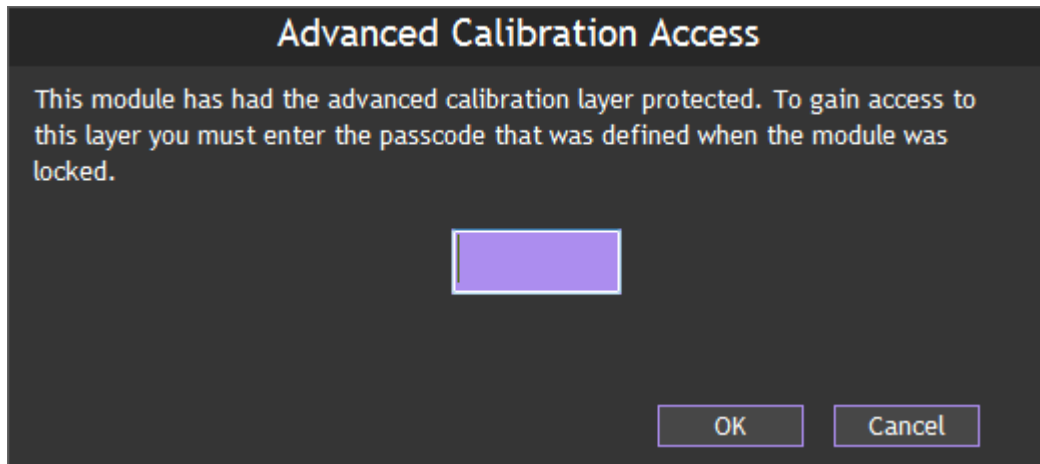 Advanced Calibration Access
This module has had the advanced calibration layer protected. To gain access to
this layer you must enter the passcode that was defined when the module was
locked.
OK Cancel